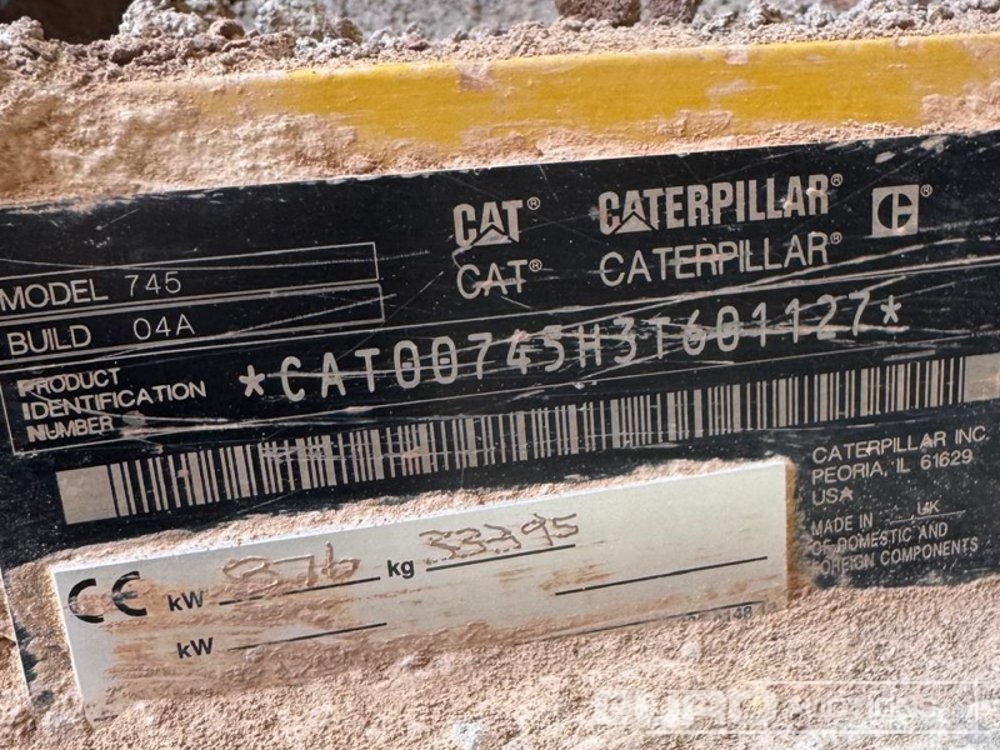 CAT® CATERPILLAR® C®
CAT® CATERPILLAR®
MODEL 745
BUILD 04A
PRODUCT
IDENTIFICATION
NUMBER
*CAT00745H3T601127*
CATERPILLAR INC.
PEORIA, IL 61629
USA
MADE IN UK
OF DOMESTIC AND
FOREIGN COMPONENTS
CE kW 376 kg 33395
kW